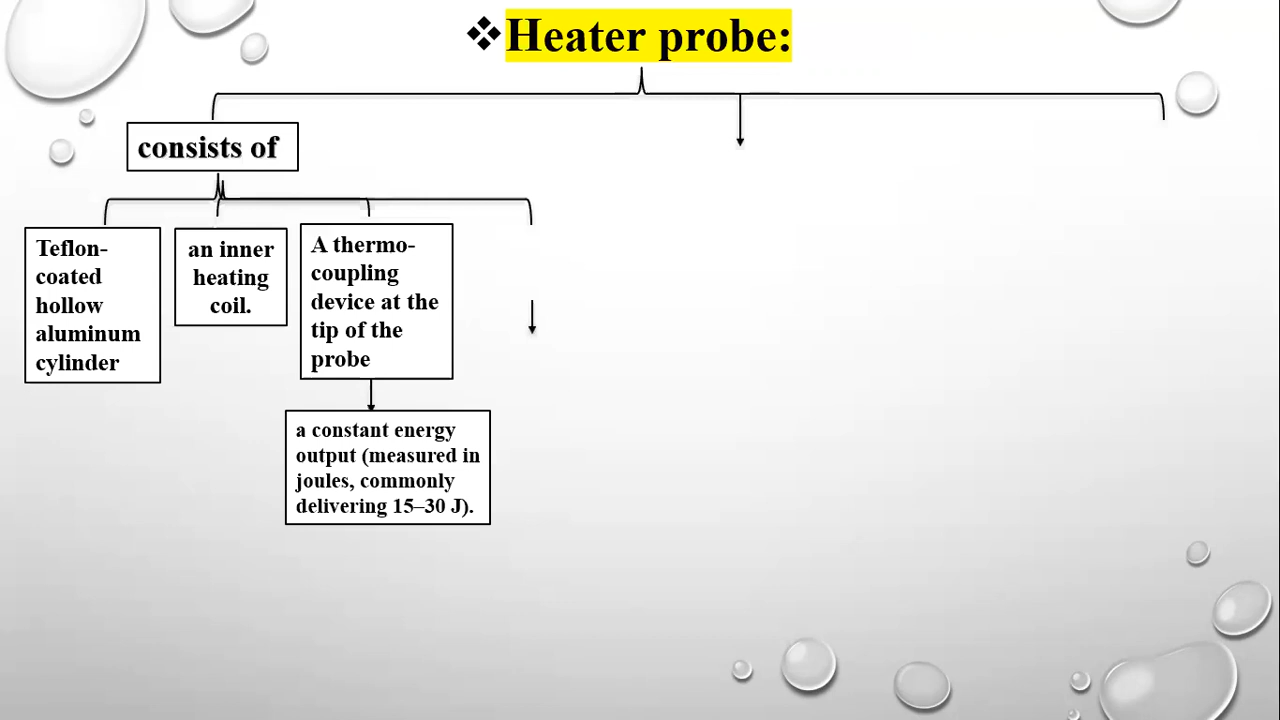 ❖Heater probe:
consists of
Teflon-
coated
hollow
aluminum
cylinder
an inner
heating
coil.
A thermo-
coupling
device at the
tip of the
probe
a constant energy
output (measured in
joules, commonly
delivering 15–30 J).